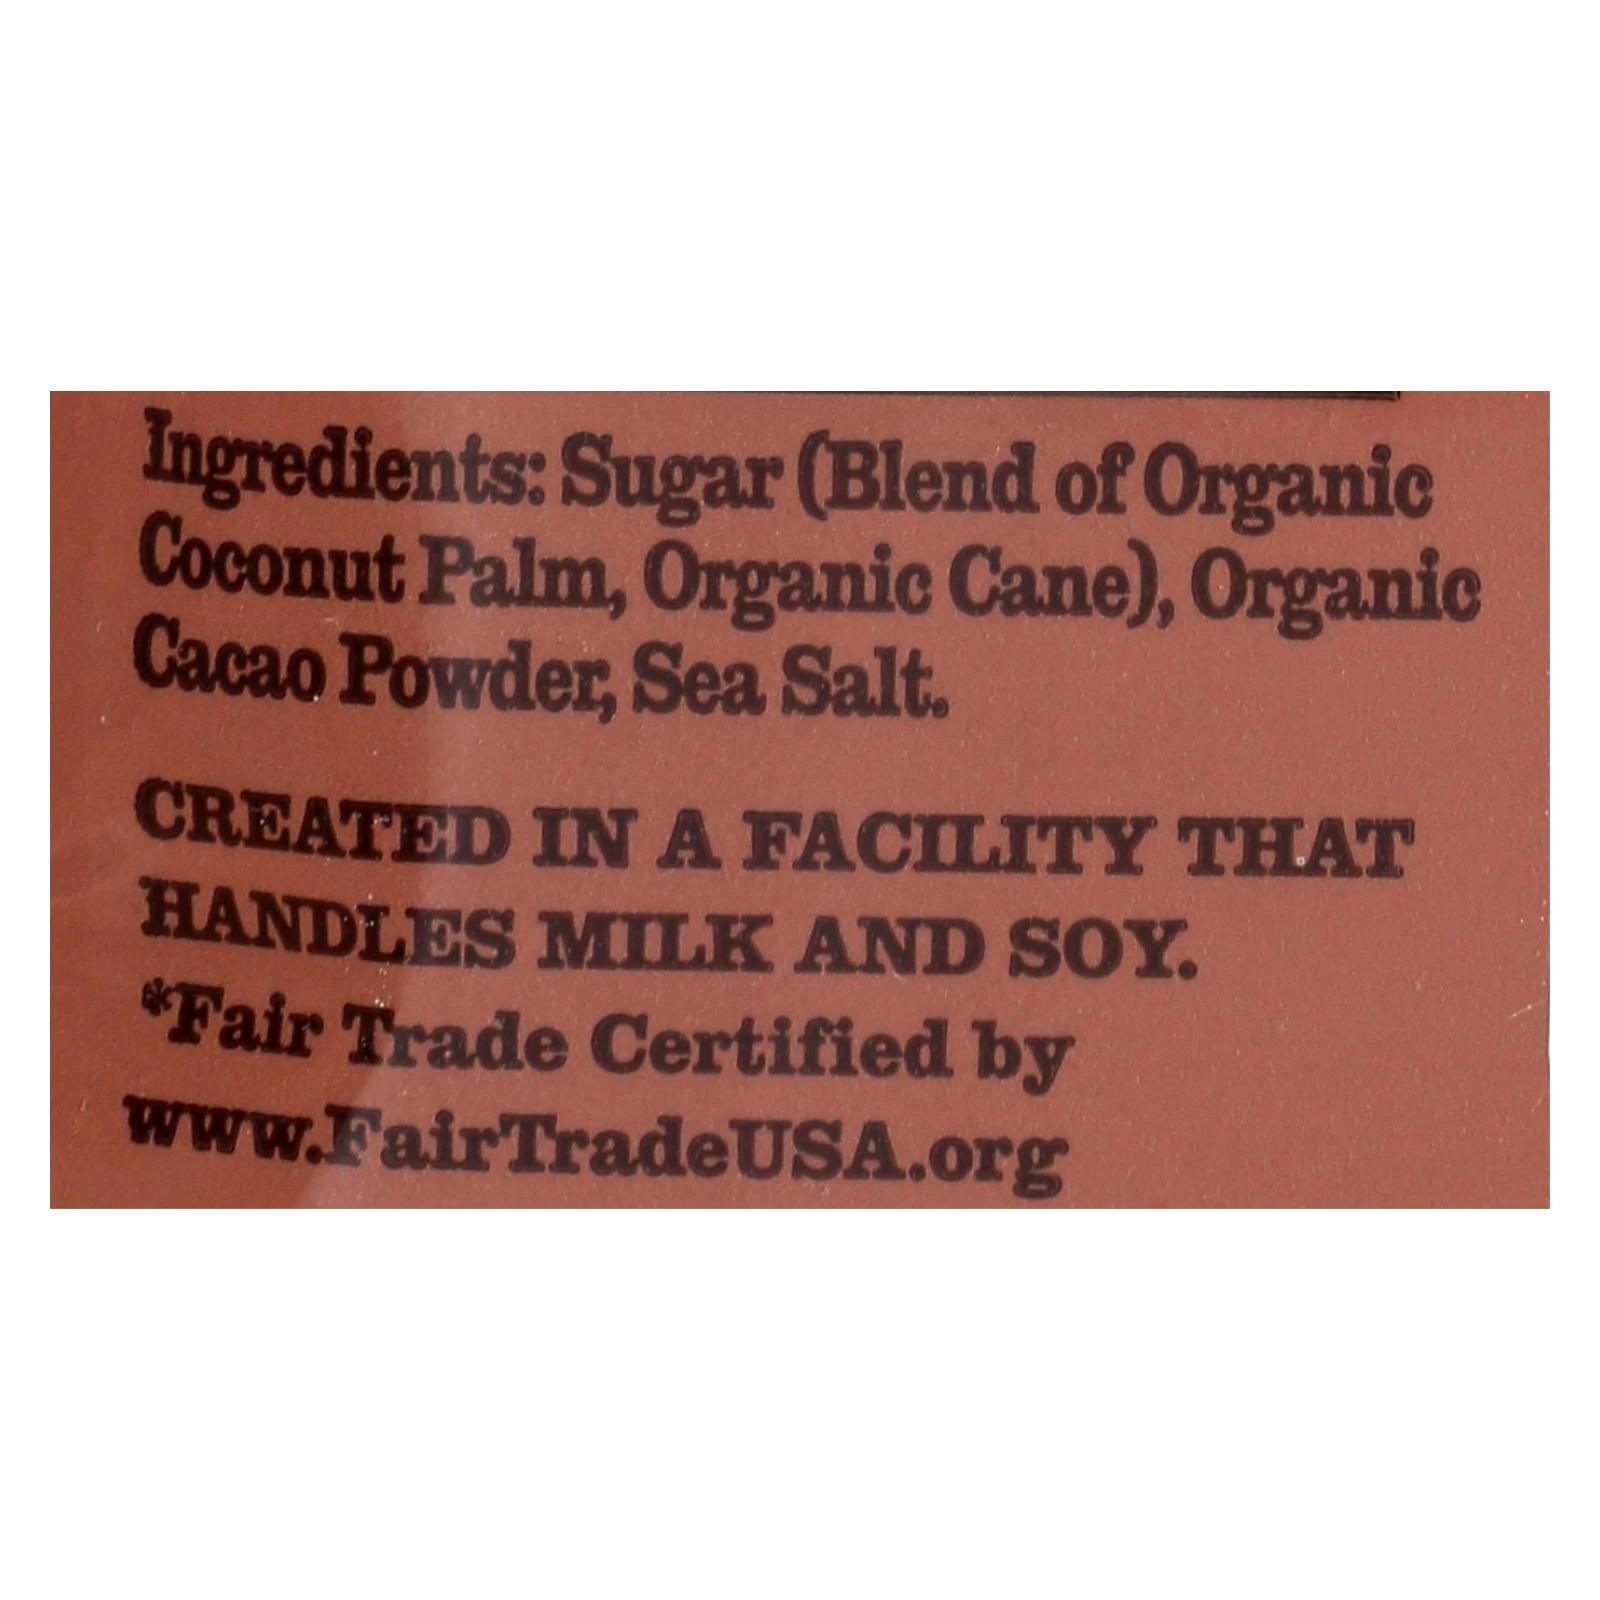 Ingredients: Sugar (Blend of Organic
Coconut Palm, Organic Cane), Organic
Cacao Powder, Sea Salt.
CREATED IN A FACILITY THAT
HANDLES MILK AND SOY.
*Fair Trade Certified by
www.FairTradeUSA.org